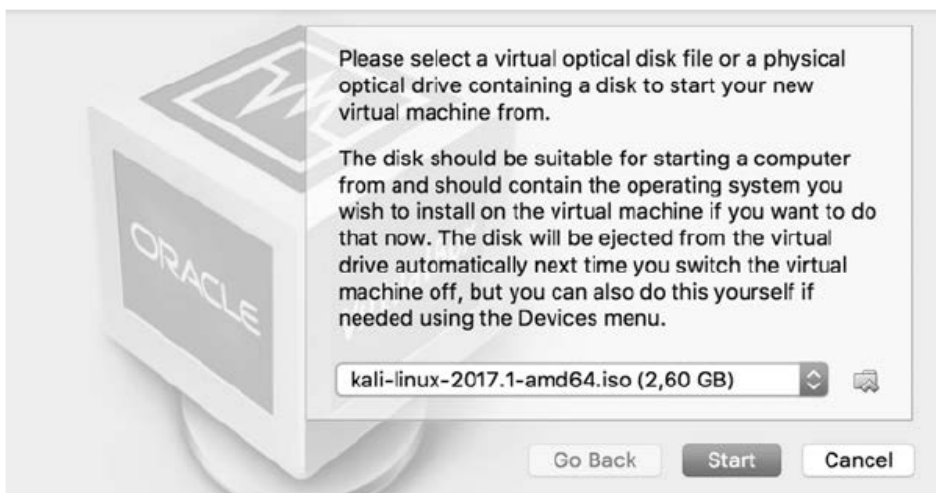 Please select a virtual optical disk file or a physical
optical drive containing a disk to start your new
virtual machine from.
The disk should be suitable for starting a computer
from and should contain the operating system you
wish to install on the virtual machine if you want to do
that now. The disk will be ejected from the virtual
drive automatically next time you switch the virtual
machine off, but you can also do this yourself if
needed using the Devices menu.
ORACLE
kali-linux-2017.1-amd64.iso (2,60 GB)
Go Back
Start
Cancel